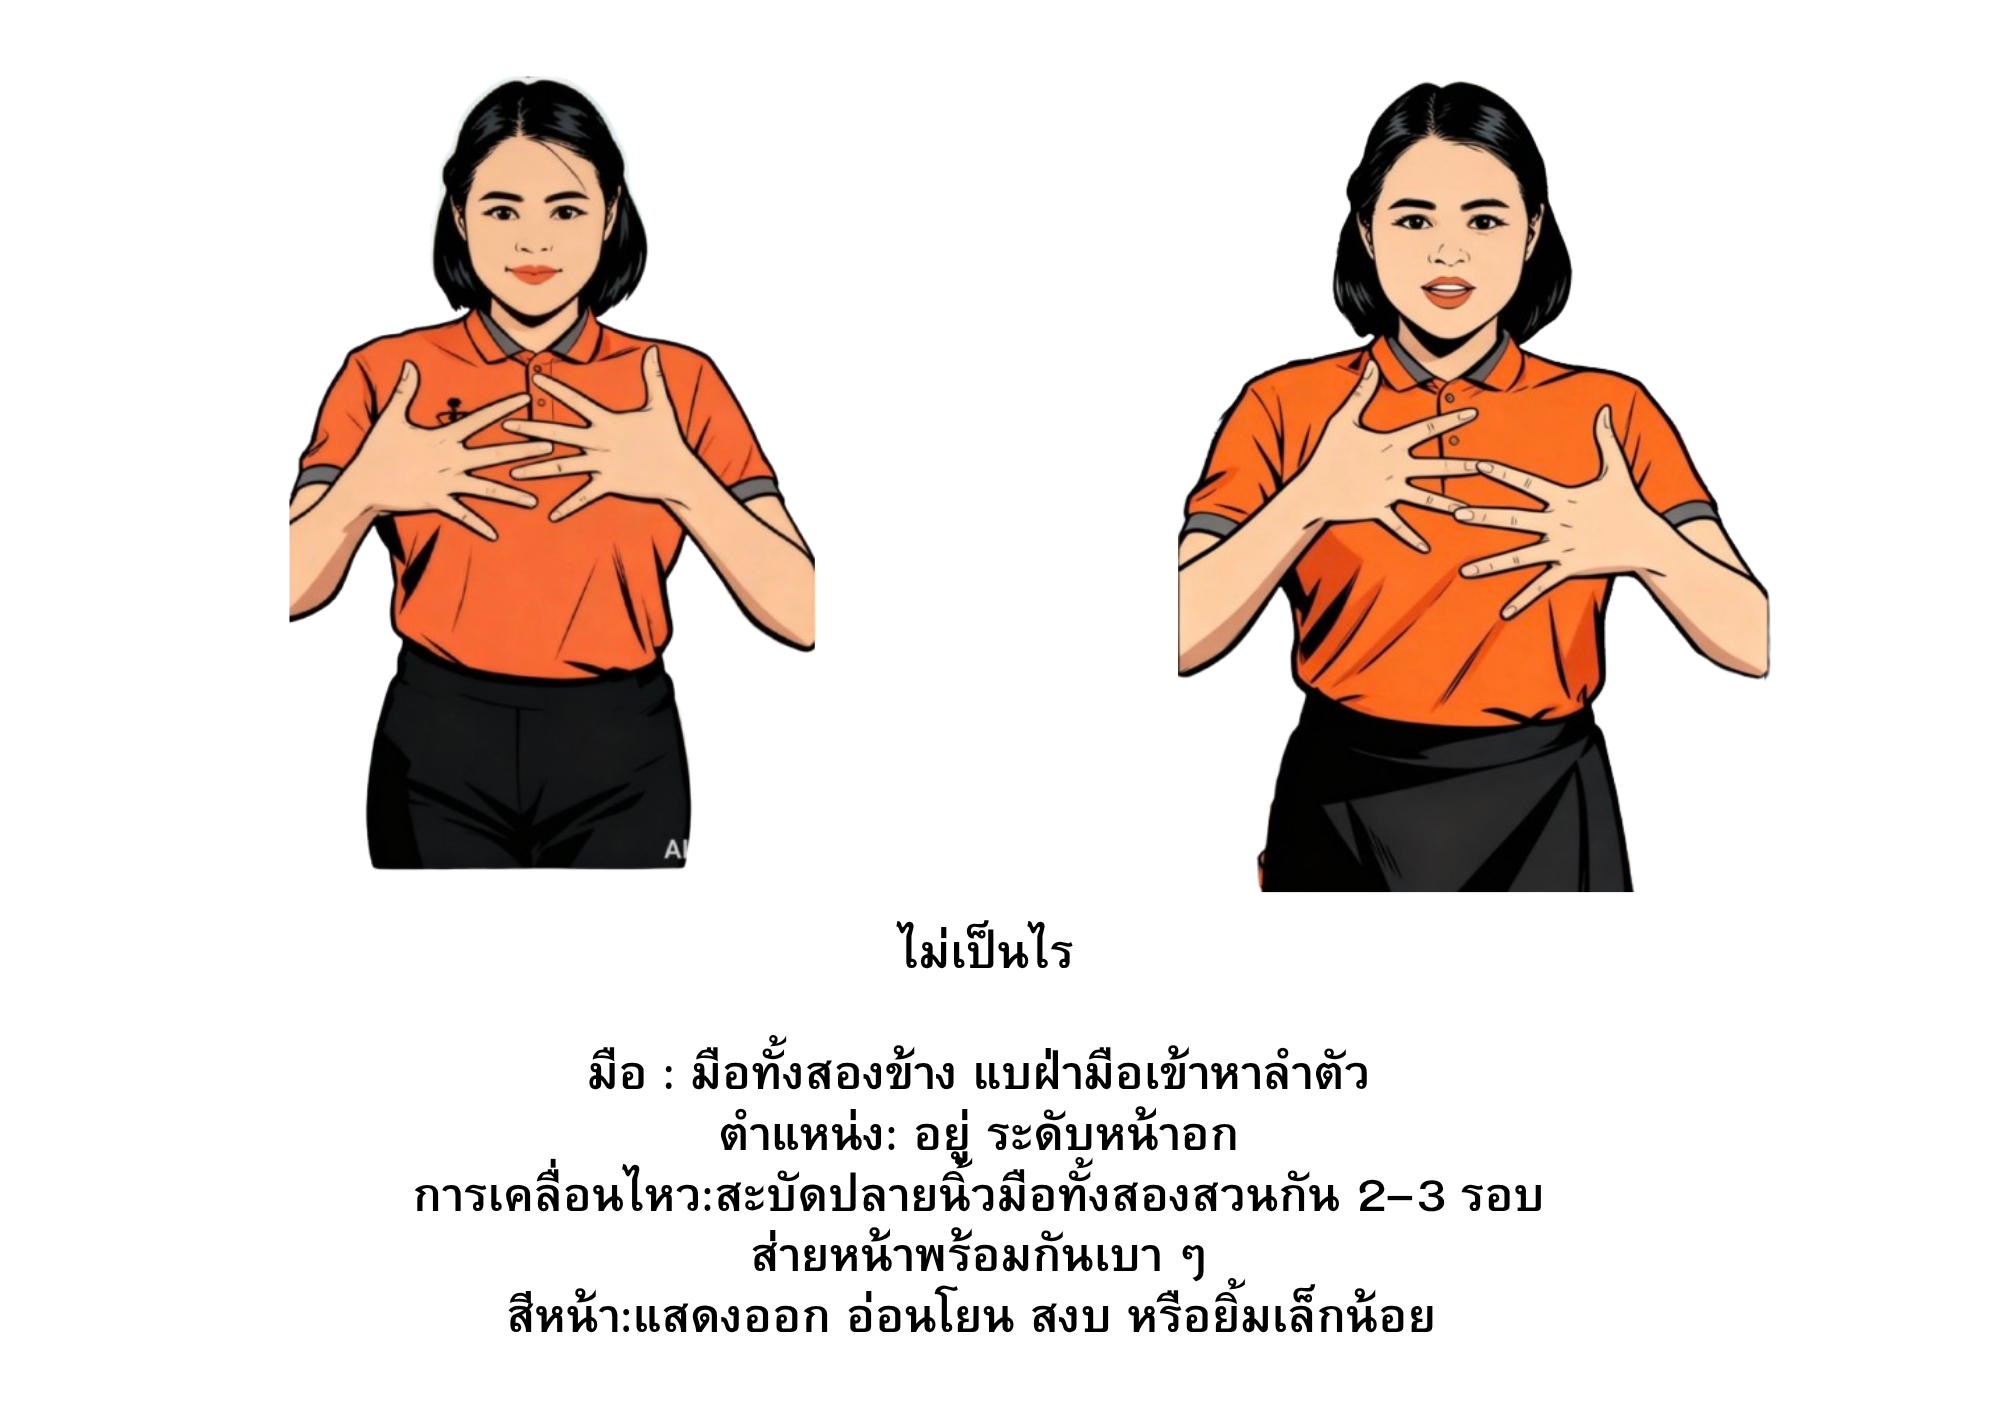 AI
ไม่เป็นไร
มือ : มือทั้งสองข้าง แบฝ่ามือเข้าหาลำตัว
ตำแหน่ง: อยู่ ระดับหน้าอก
การเคลื่อนไหว:สะบัดปลายนิ้วมือทั้งสองสวนกัน 2–3 รอบ
ส่ายหน้าพร้อมกันเบา ๆ
สีหน้า:แสดงออก อ่อนโยน สงบ หรือยิ้มเล็กน้อย